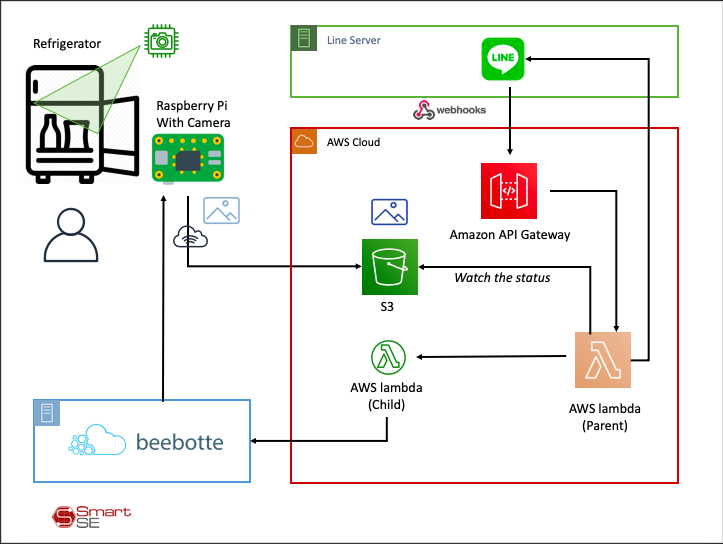 Refrigerator
Raspberry Pi
With Camera
Line Server
LINE
webhooks
AWS Cloud
Amazon API Gateway
Watch the status
S3
AWS lambda
(Child)
AWS lambda
(Parent)
beebotte
Smart
SE